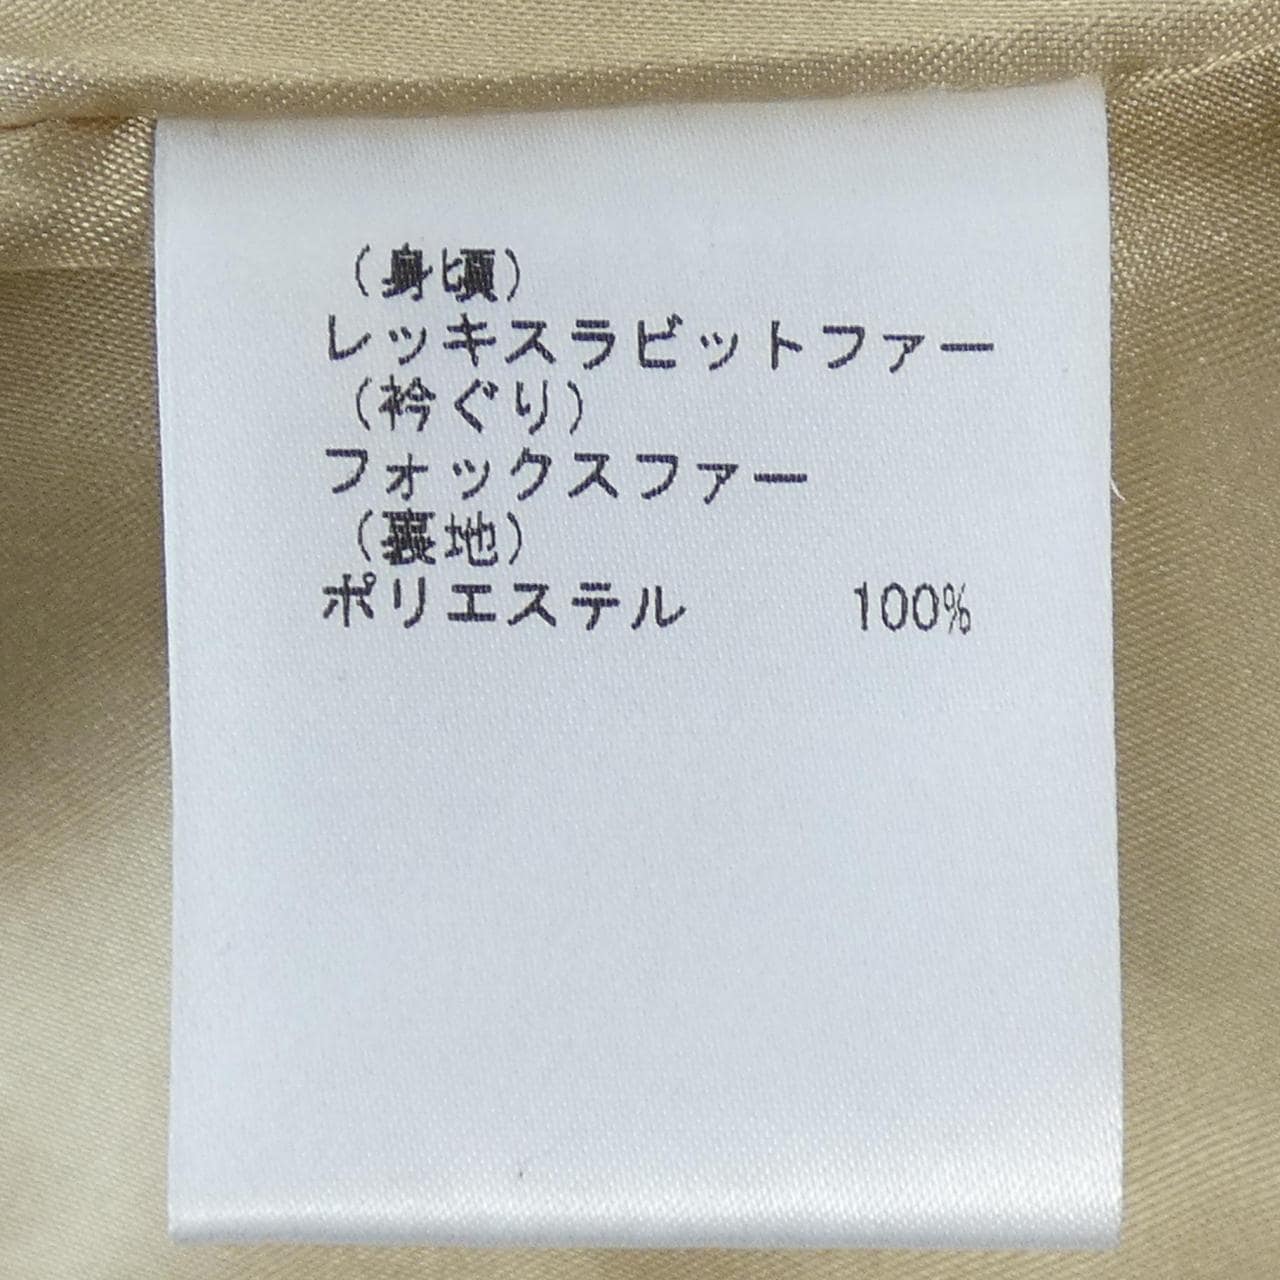 (身頃)
レッキスラビットファー
(衿ぐり)
フォックスファー
(裏地)
ポリエステル 100%